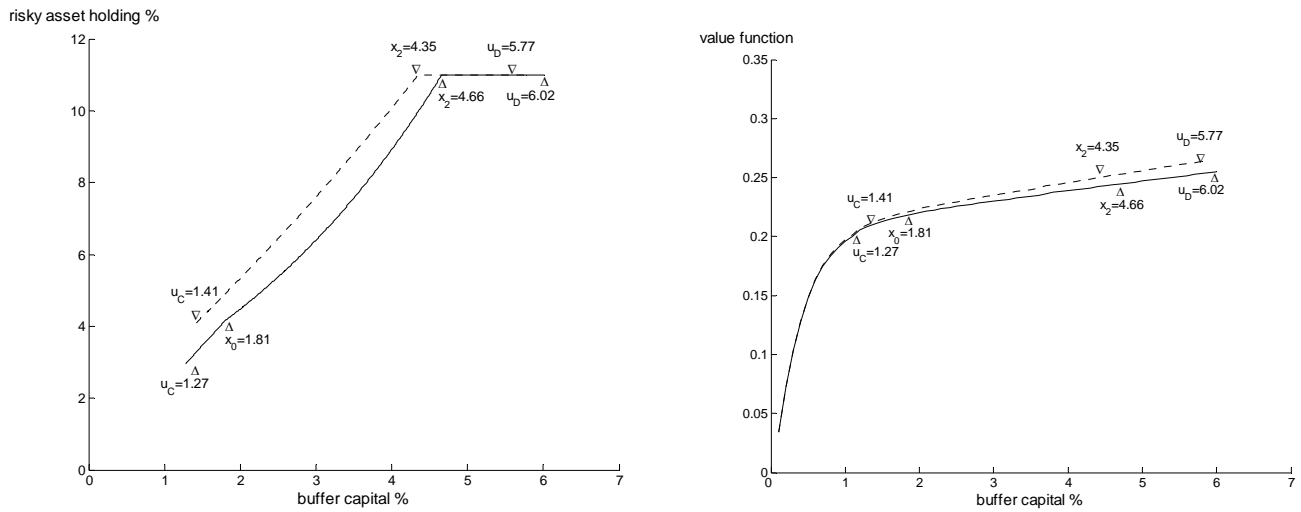 risky asset holding %
12
10
8
6
4
2
0
0 1 2 3 4 5 6 7
buffer capital %
x2=4.35
uD=5.77
x2=4.66
uD=6.02
uC=1.41
x0=1.81
uC=1.27
value function
0.35
0.3
0.25
0.2
0.15
0.1
0.05
0
0 1 2 3 4 5 6 7
buffer capital %
uD=5.77
x2=4.35
uD=6.02
x2=4.66
uC=1.41
x0=1.81
uC=1.27